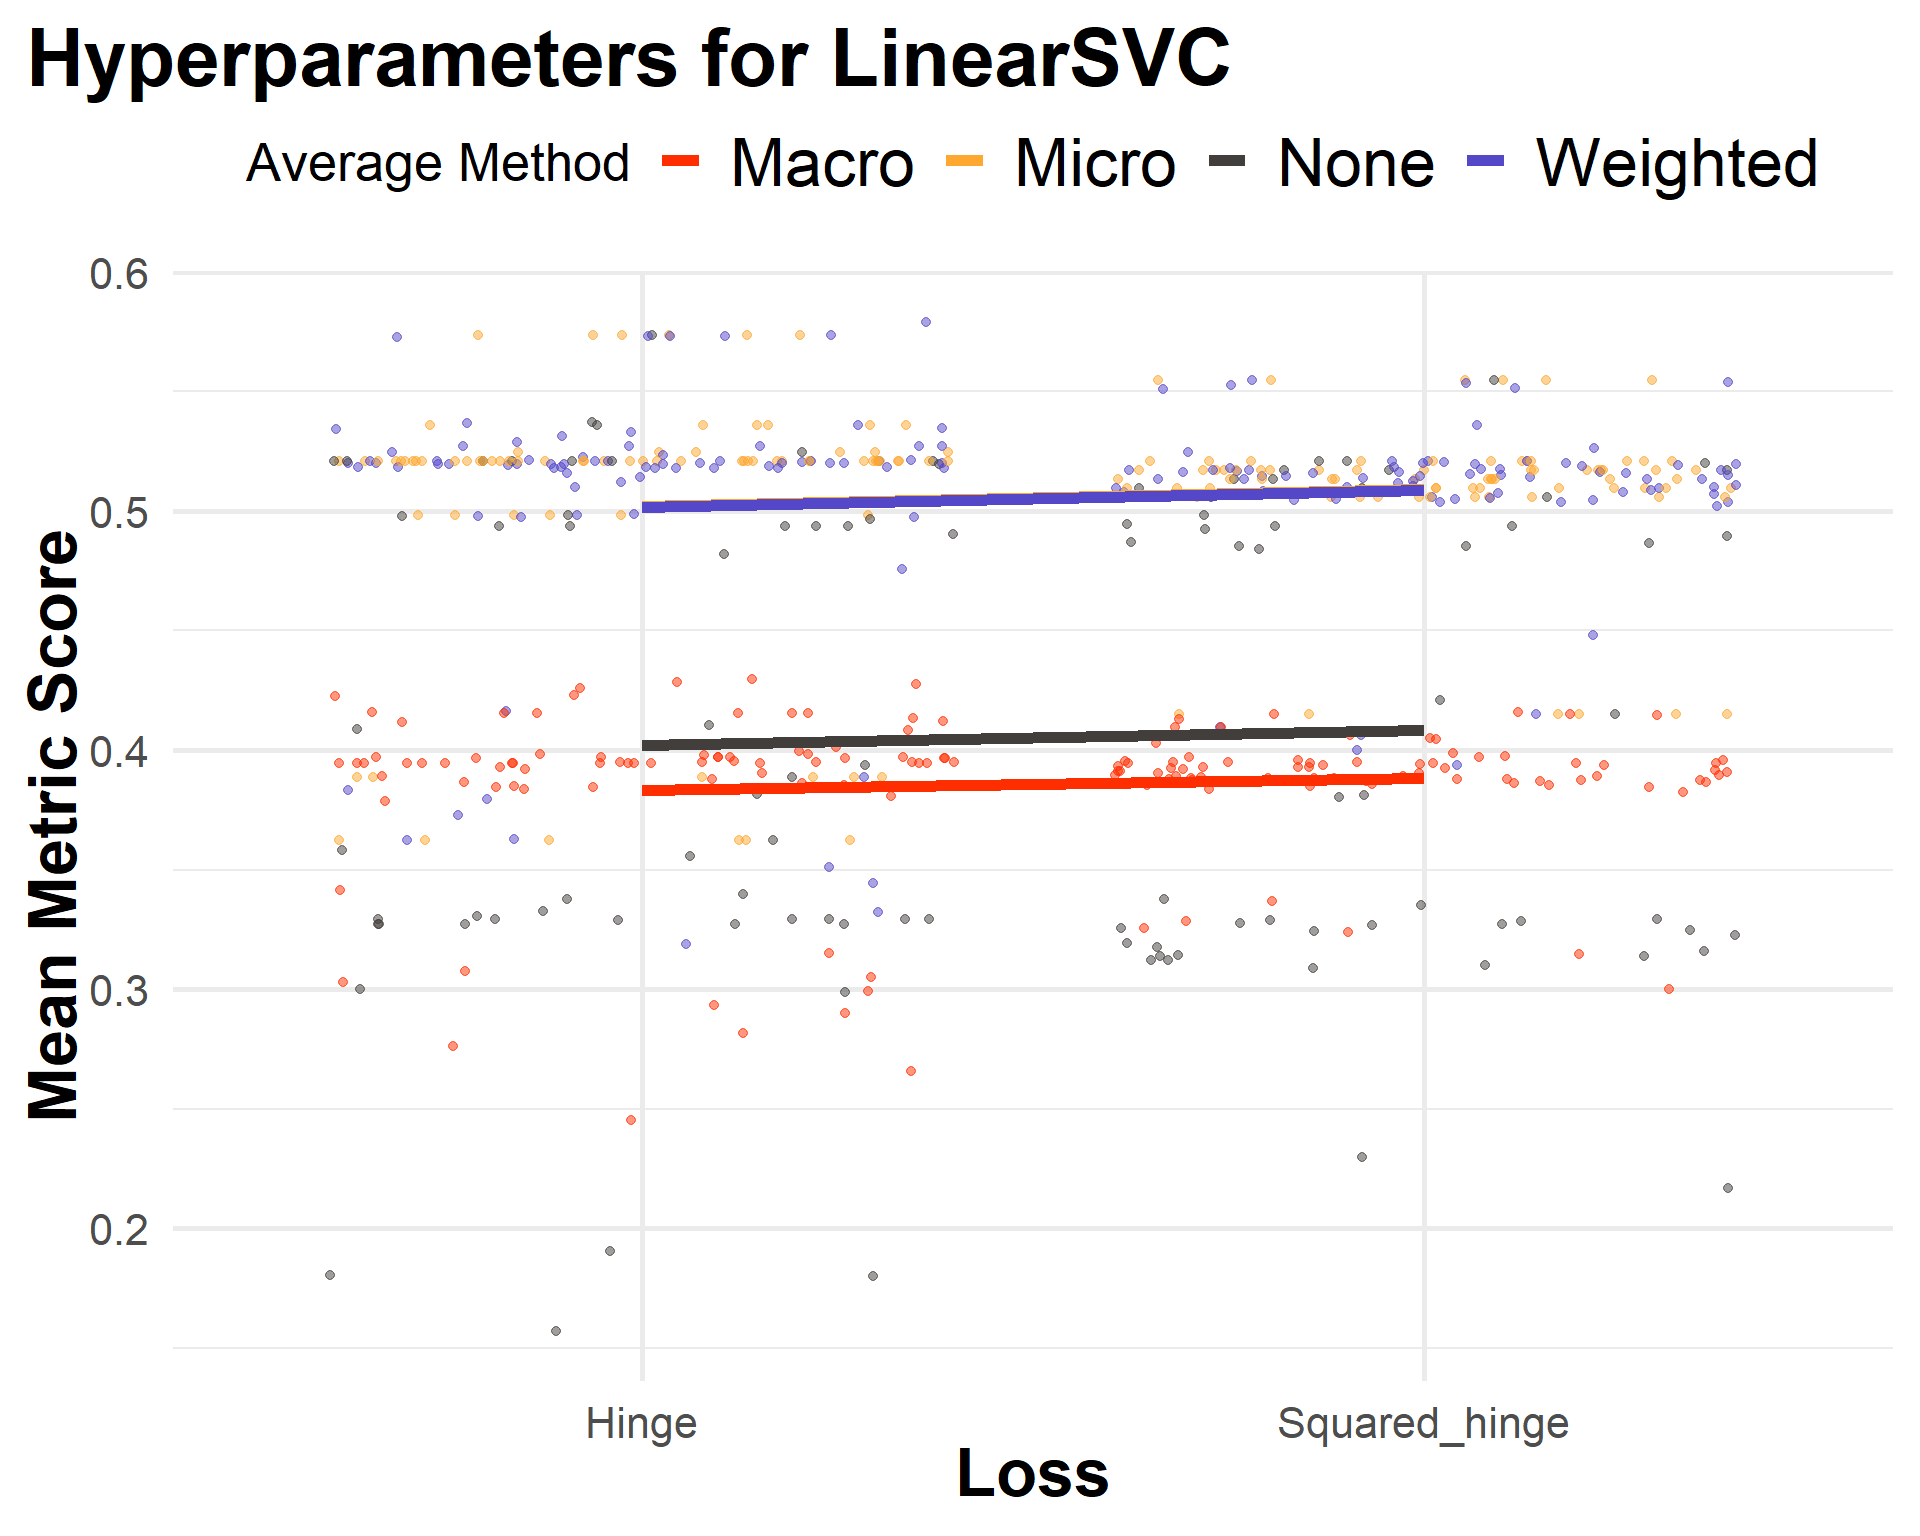 Hyperparameters for LinearSVC
Average Method Macro Micro None Weighted
Mean Metric Score
0.6
0.5
0.4
0.3
0.2
Hinge Squared_hinge
Loss